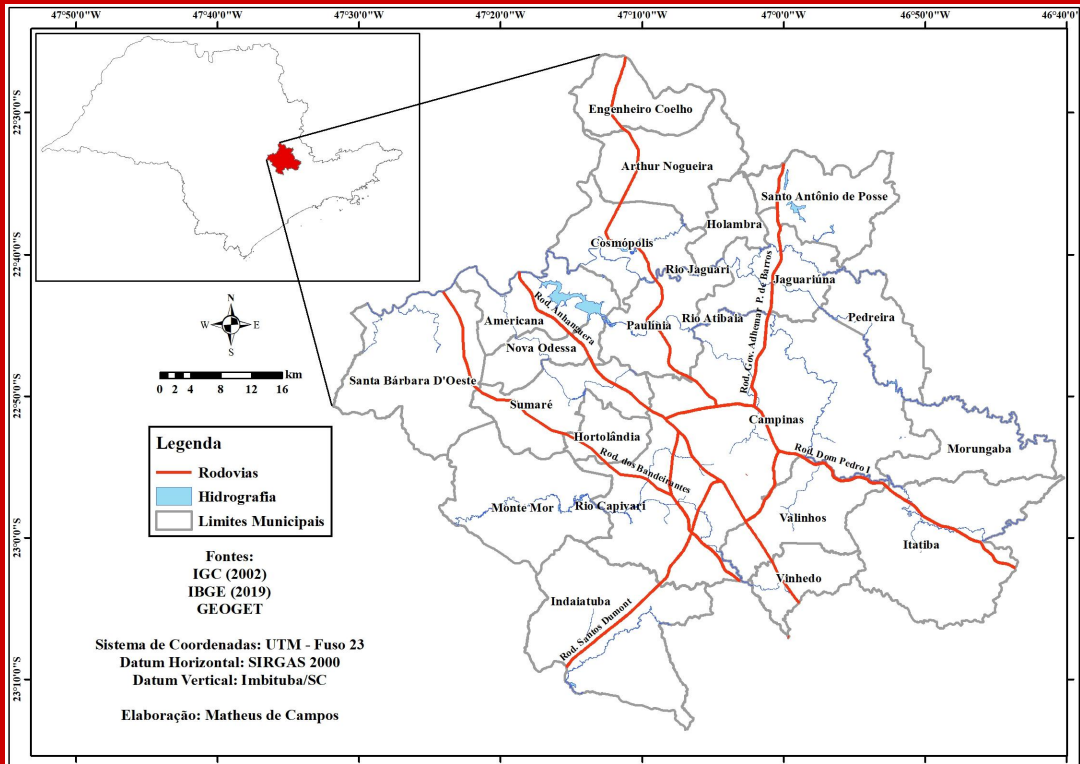 47°50'0"W
47°40'0"W
47°30'0"W
47°20'0"W
47°10'0"W
47°0'0"W
46°50'0"W
46°40'0"W
22°30'0"S
22°40'0"S
22°50'0"S
23°0'0"S
23°10'0"S
Engenheiro Coelho
Arthur Nogueira
Santo Antônio de Posse
Holambra
Cosmópolis
Rio Jaguari
Jaguariúna
Rod. Gov. Adhemar P. de Barros
Rod. Anhanguera
Americana
Paulínia
Rio Atibaia
Pedreira
Nova Odessa
Santa Bárbara D'Oeste
Sumaré
Campinas
Hortolândia
Rod. Dom Pedro I
Morungaba
Rod. dos Bandeirantes
Monte Mor
Rio Capivari
Valinhos
Itatiba
Vinhedo
Indaiatuba
Rod. Santos Dumont
N
W
E
S
km
0 2 4 8 12 16
Legenda
Rodovias
Hidrografia
Limites Municipais
Fontes:
IGC (2002)
IBGE (2019)
GEOGET
Sistema de Coordenadas: UTM - Fuso 23
Datum Horizontal: SIRGAS 2000
Datum Vertical: Imbituba/SC
Elaboração: Matheus de Campos